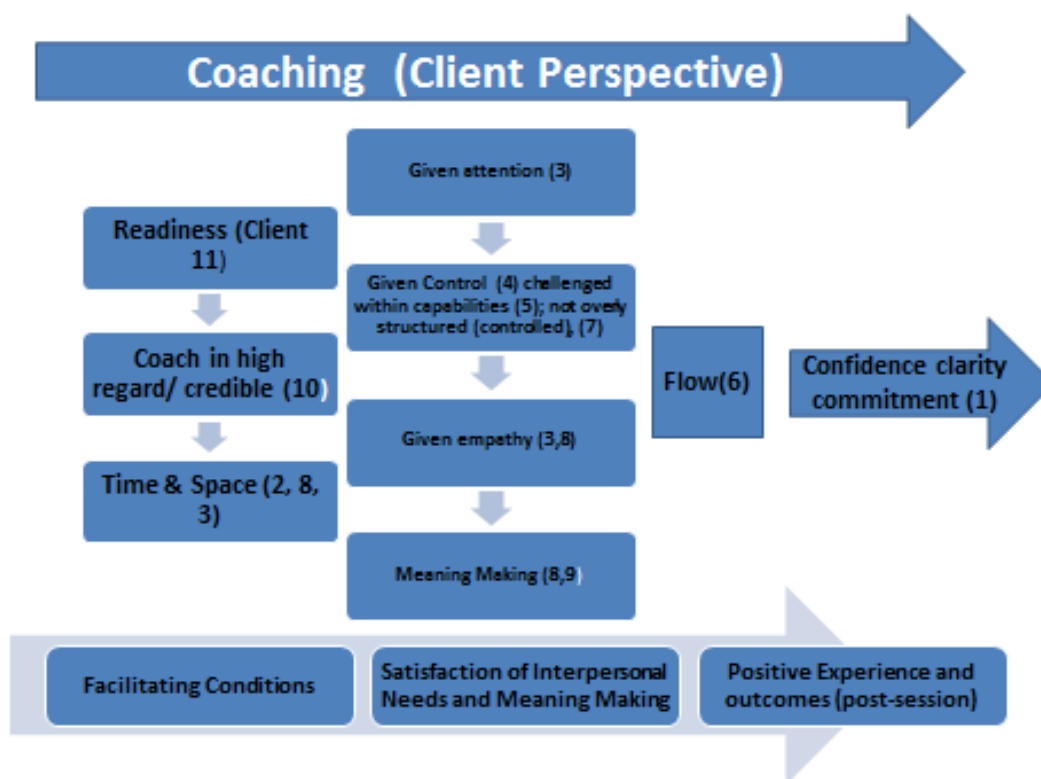 Coaching (Client Perspective)
Given attention (3)
Readiness (Client
11)
Given Control (4) challenged
within capabilities (5); not overly
structured (controlled), (7)
Coach in high
regard/ credible (10)
Flow(6)
Confidence clarity
commitment (1)
Given empathy (3,8)
Time & Space (2, 8,
3)
Meaning Making (8,9)
Facilitating Conditions
Satisfaction of Interpersonal
Needs and Meaning Making
Positive Experience and
outcomes (post-session)